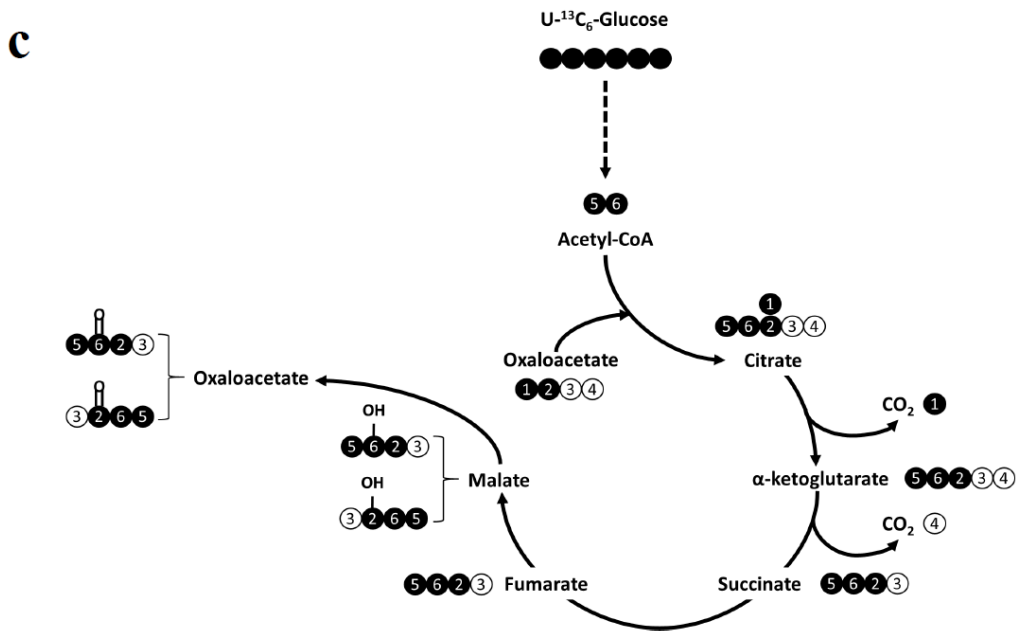 c
U-¹³C₆-Glucose
5 6
Acetyl-CoA
1
5 6 2 3 4
Citrate
Oxaloacetate
1 2 3 4
CO₂ 1
α-ketoglutarate 5 6 2 3 4
CO₂ 4
Succinate 5 6 2 3
5 6 2 3 Fumarate
Malate
OH
5 6 2 3
OH
3 2 6 5
Oxaloacetate
O
5 6 2 3
O
3 2 6 5